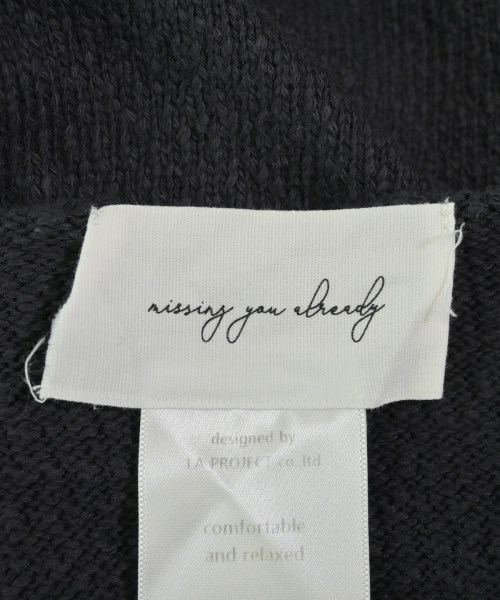 missing you already
designed by
LA PROJECT co.,ltd
comfortable
and relaxed